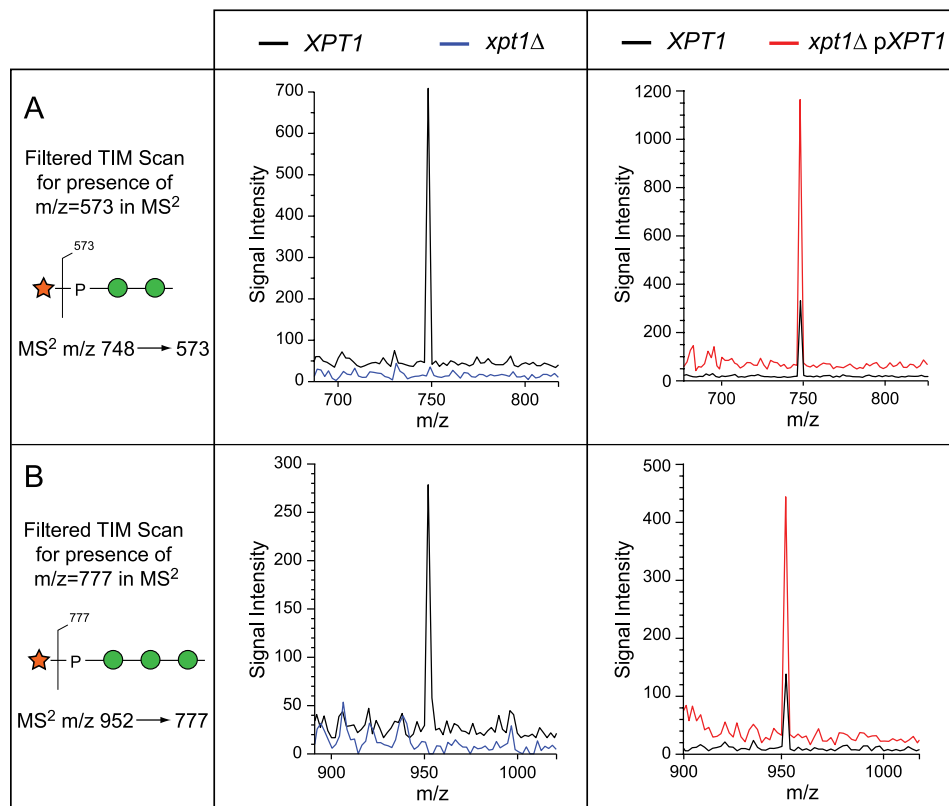 XPT1 xpt1Δ XPT1 xpt1Δ pXPT1
A
Filtered TIM Scan
for presence of
m/z=573 in MS²
573
P
MS² m/z 748 → 573
Signal Intensity
700
600
500
400
300
200
100
0
700 750 800
m/z
Signal Intensity
1200
1000
800
600
400
200
0
700 750 800
m/z
B
Filtered TIM Scan
for presence of
m/z=777 in MS²
777
P
MS² m/z 952 → 777
Signal Intensity
300
250
200
150
100
50
0
900 950 1000
m/z
Signal Intensity
500
400
300
200
100
0
900 950 1000
m/z